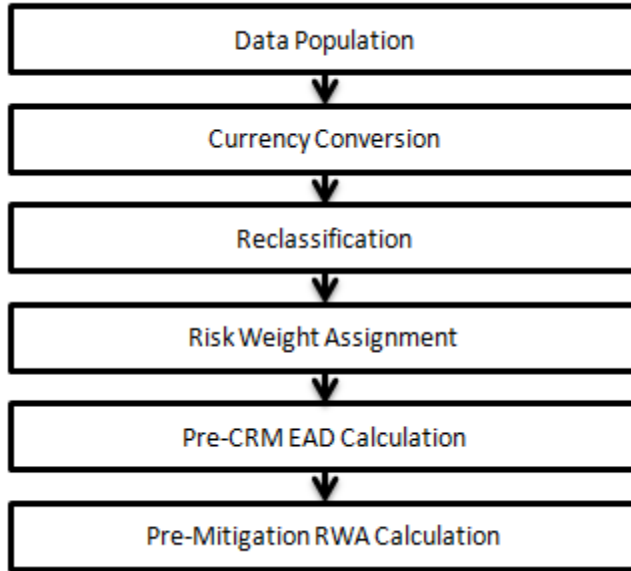 Data Population
Currency Conversion
Reclassification
Risk Weight Assignment
Pre-CRM EAD Calculation
Pre-Mitigation RWA Calculation